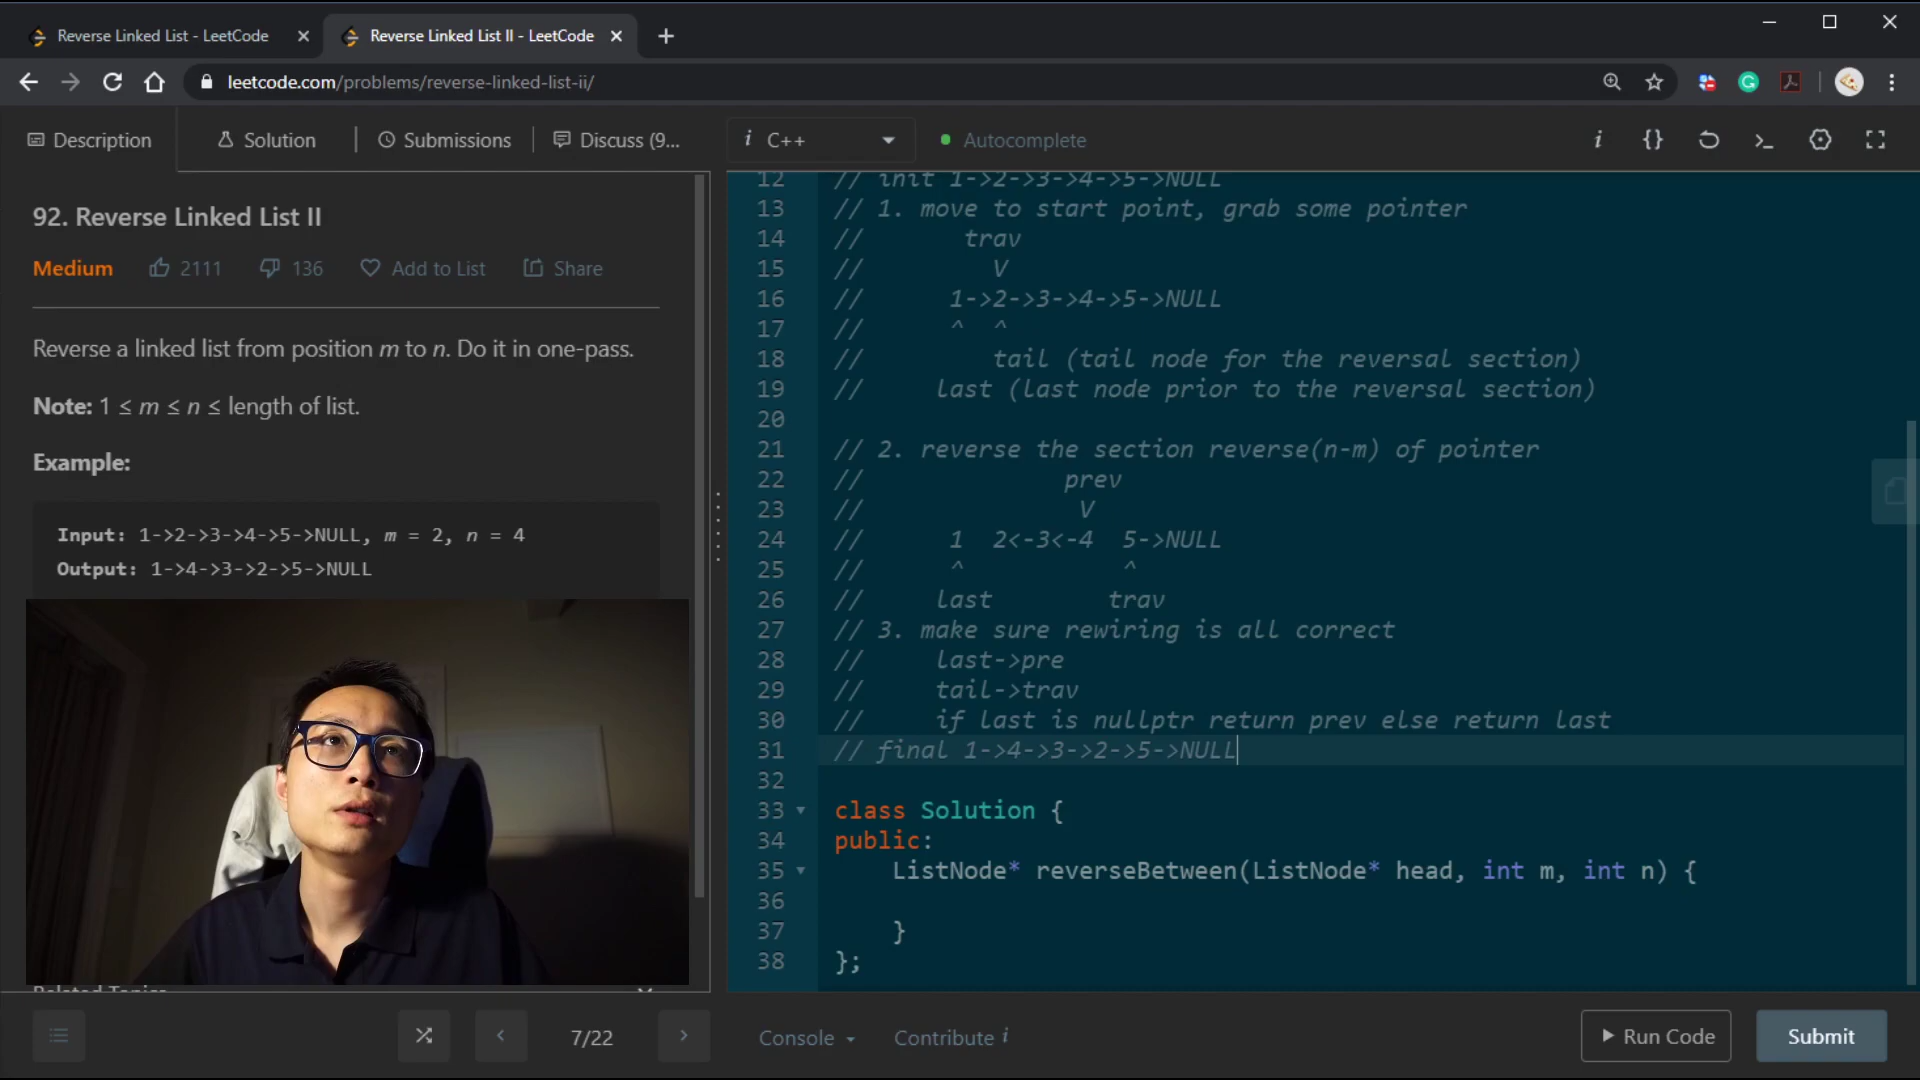 Reverse Linked List - LeetCode
Reverse Linked List II - LeetCode
leetcode.com/problems/reverse-linked-list-ii/
Description
Solution
Submissions
Discuss (9...
i C++
Autocomplete
92. Reverse Linked List II
Medium 2111 136 Add to List Share
Reverse a linked list from position m to n. Do it in one-pass.
Note: 1 ≤ m ≤ n ≤ length of list.
Example:
Input: 1->2->3->4->5->NULL, m = 2, n = 4
Output: 1->4->3->2->5->NULL
Related Topics
12 // init 1->2->3->4->5->NULL
13 // 1. move to start point, grab some pointer
14 // trav
15 // V
16 // 1->2->3->4->5->NULL
17 // ^ ^
18 // tail (tail node for the reversal section)
19 // last (last node prior to the reversal section)
20
21 // 2. reverse the section reverse(n-m) of pointer
22 // prev
23 // V
24 // 1 2<-3<-4 5->NULL
25 // ^ ^
26 // last trav
27 // 3. make sure rewiring is all correct
28 // last->pre
29 // tail->trav
30 // if last is nullptr return prev else return last
31 // final 1->4->3->2->5->NULL
32
33 class Solution {
34 public:
35 ListNode* reverseBetween(ListNode* head, int m, int n) {
36
37 }
38 };
7/22
Console
Contribute i
Run Code
Submit